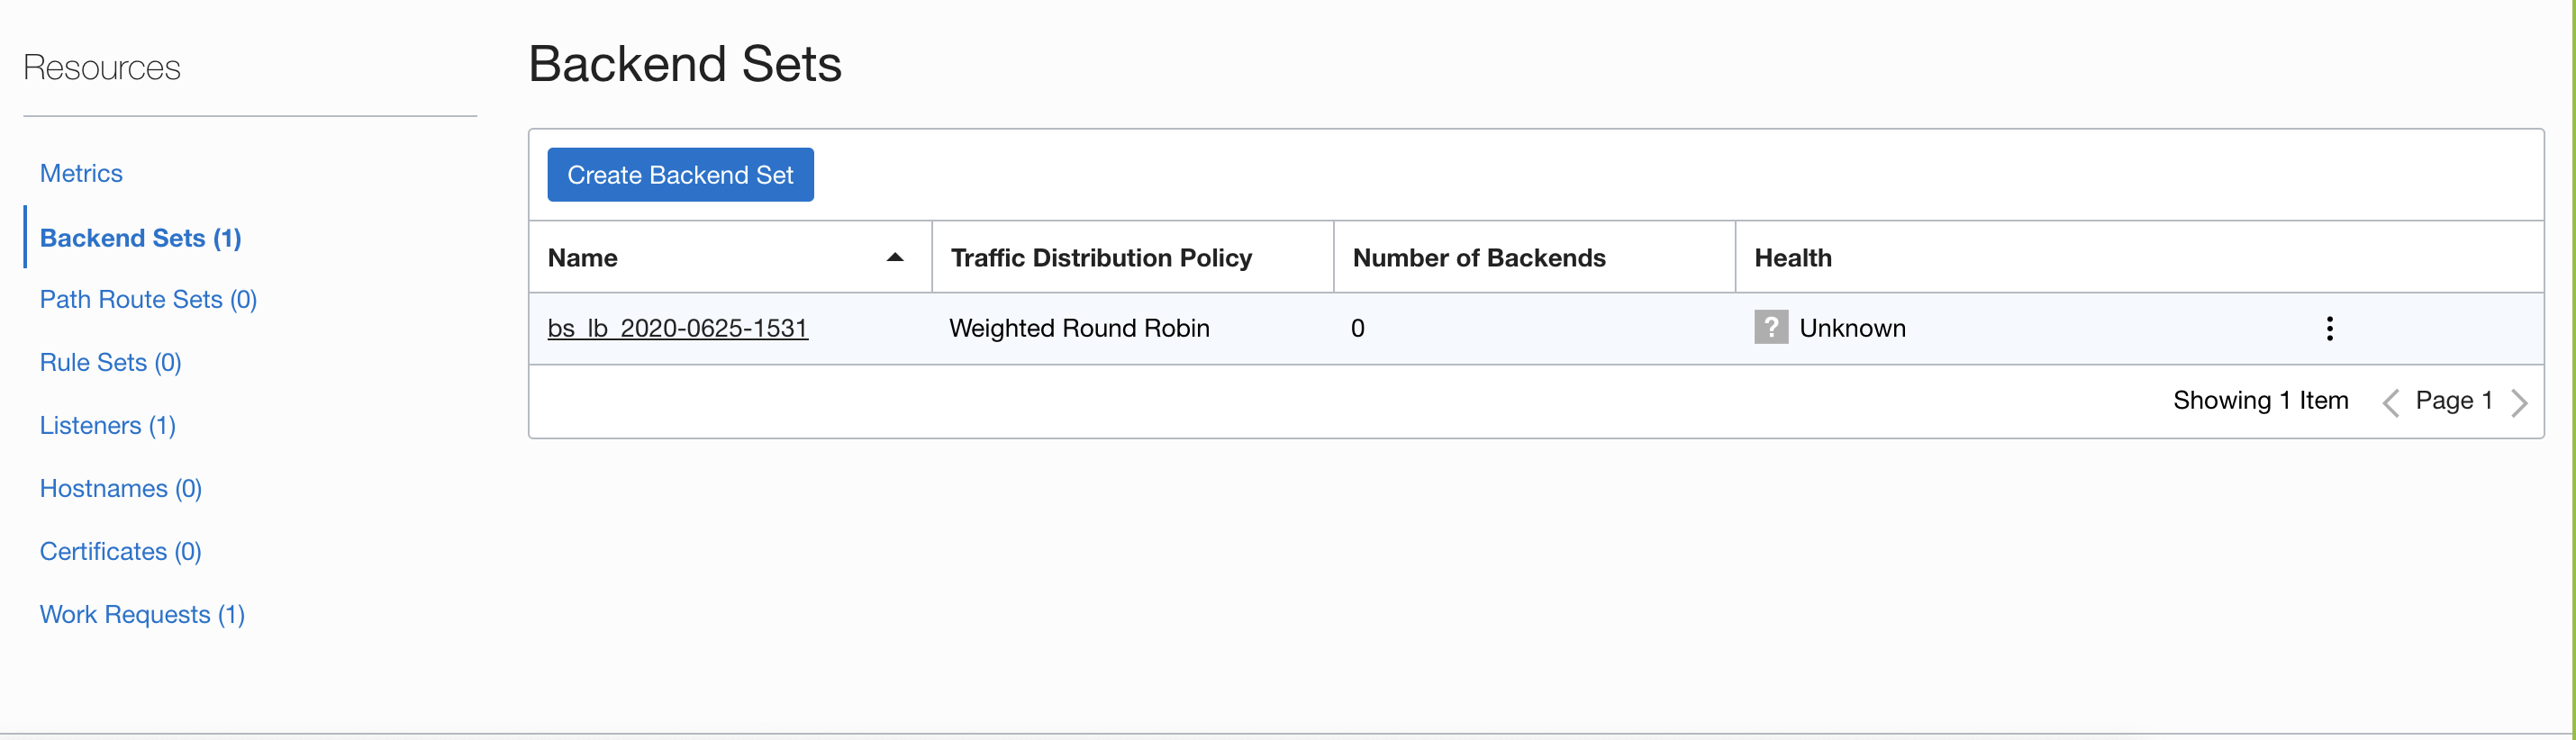 Resources
Metrics
Backend Sets (1)
Path Route Sets (0)
Rule Sets (0)
Listeners (1)
Hostnames (0)
Certificates (0)
Work Requests (1)
Backend Sets
Create Backend Set
Name Traffic Distribution Policy Number of Backends Health
bs_lb_2020-0625-1531 Weighted Round Robin 0 ? Unknown
Showing 1 Item Page 1